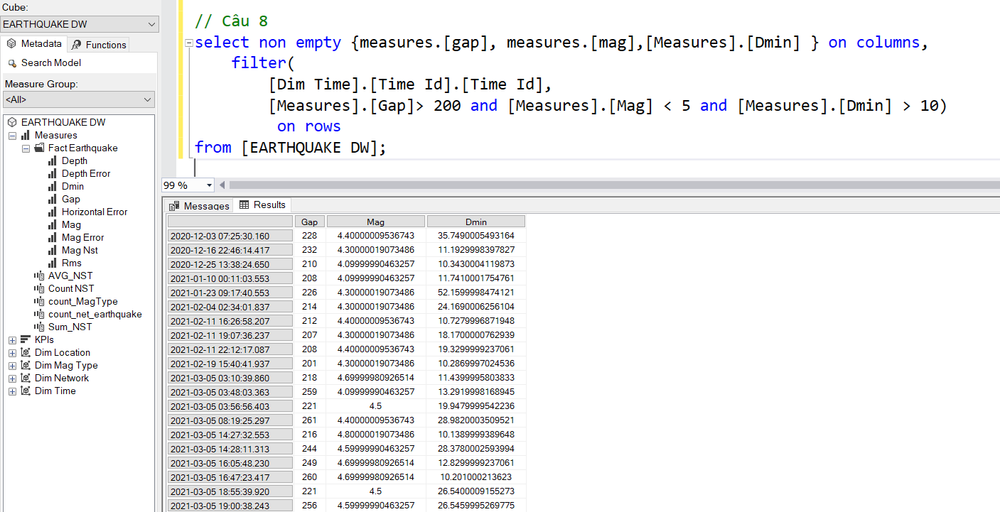 Cube:
EARTHQUAKE DW
Metadata
Functions
Search Model
Measure Group:
<All>
EARTHQUAKE DW
Measures
Fact Earthquake
Depth
Depth Error
Dmin
Gap
Horizontal Error
Mag
Mag Error
Mag Nst
Rms
AVG_NST
Count NST
count_MagType
count_net_earthquake
Sum_NST
KPIs
Dim Location
Dim Mag Type
Dim Network
Dim Time
// Câu 8
select non empty {measures.[gap], measures.[mag],[Measures].[Dmin] } on columns,
filter(
[Dim Time].[Time Id].[Time Id],
[Measures].[Gap]> 200 and [Measures].[Mag] < 5 and [Measures].[Dmin] > 10)
on rows
from [EARTHQUAKE DW];
99 %
Messages
Results
Gap Mag Dmin
2020-12-03 07:25:30.160 228 4.40000009536743 35.7490005493164
2020-12-16 22:46:14.417 232 4.30000019073486 11.1929998397827
2020-12-25 13:38:24.650 210 4.09999990463257 10.3430004119873
2021-01-10 00:11:03.553 208 4.09999990463257 11.7410001754761
2021-01-23 09:17:40.553 226 4.30000019073486 52.1599998474121
2021-02-04 02:34:01.837 214 4.30000019073486 24.1690006256104
2021-02-11 16:26:58.207 212 4.40000009536743 10.7279996871948
2021-02-11 19:07:36.237 207 4.30000019073486 18.1700000762939
2021-02-11 22:12:17.087 208 4.40000009536743 19.3299999237061
2021-02-19 15:40:41.937 201 4.30000019073486 10.2869997024536
2021-03-05 03:10:39.860 218 4.69999980926514 11.4399995803833
2021-03-05 03:48:03.363 259 4.09999990463257 13.2919998168945
2021-03-05 03:56:56.403 221 4.5 19.9479999542236
2021-03-05 08:19:25.297 261 4.40000009536743 28.9820003509521
2021-03-05 14:27:32.553 216 4.80000019073486 10.1389999389648
2021-03-05 14:28:11.313 244 4.59999990463257 28.3780002593994
2021-03-05 16:05:48.230 249 4.69999980926514 12.8299999237061
2021-03-05 16:47:23.417 260 4.69999980926514 10.201000213623
2021-03-05 18:55:39.920 221 4.5 26.5400009155273
2021-03-05 19:00:38.243 256 4.59999990463257 26.5459995269775